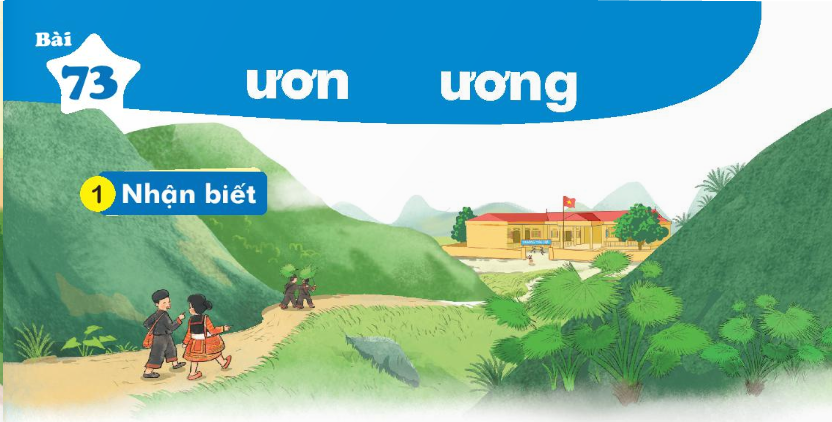 Bài
73
ươn ương
1 Nhận biết